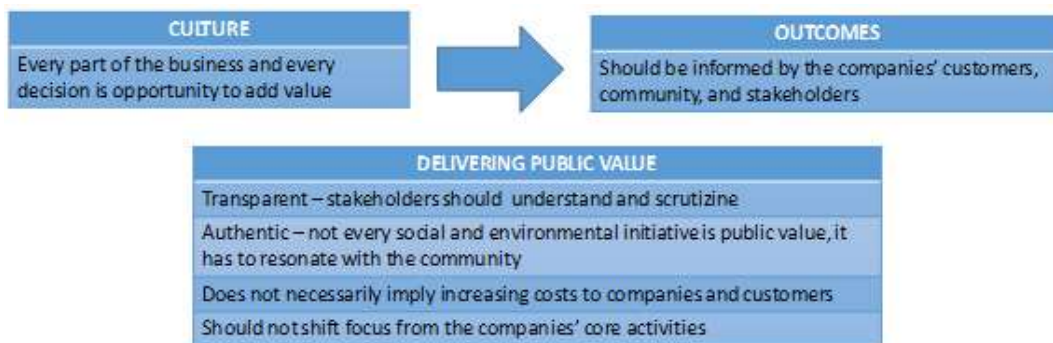 CULTURE
Every part of the business and every
decision is opportunity to add value
OUTCOMES
Should be informed by the companies' customers,
community, and stakeholders
DELIVERING PUBLIC VALUE
Transparent – stakeholders should understand and scrutinize
Authentic – not every social and environmental initiative is public value, it
has to resonate with the community
Does not necessarily imply increasing costs to companies and customers
Should not shift focus from the companies' core activities